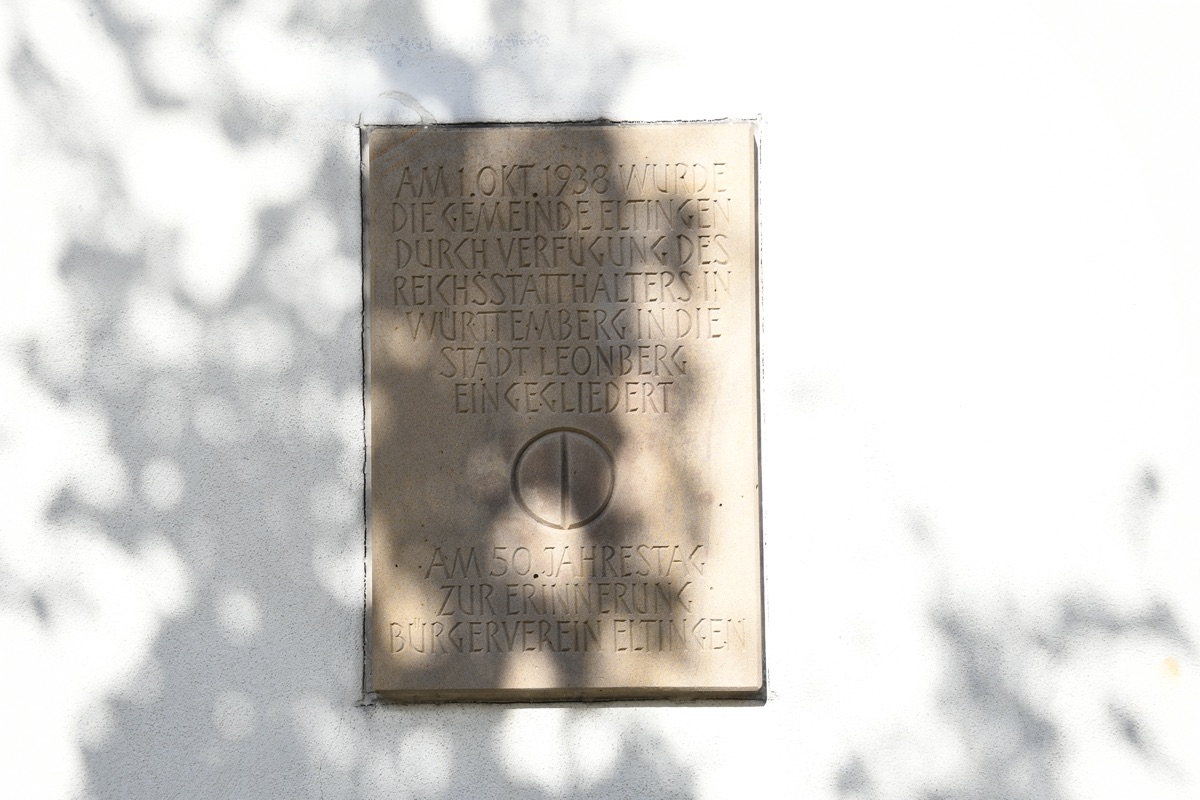 AM 1.OKT.1938 WURDE
DIE GEMEINDE ELTINGEN
DURCH VERFÜGUNG DES
REICHSSTATTHALTERS IN
WÜRTTEMBERG IN DIE
STADT LEONBERG
EINGEGLIEDERT
AM 50.JAHRESTAG
ZUR ERINNERUNG
BÜRGERVEREIN ELTINGEN